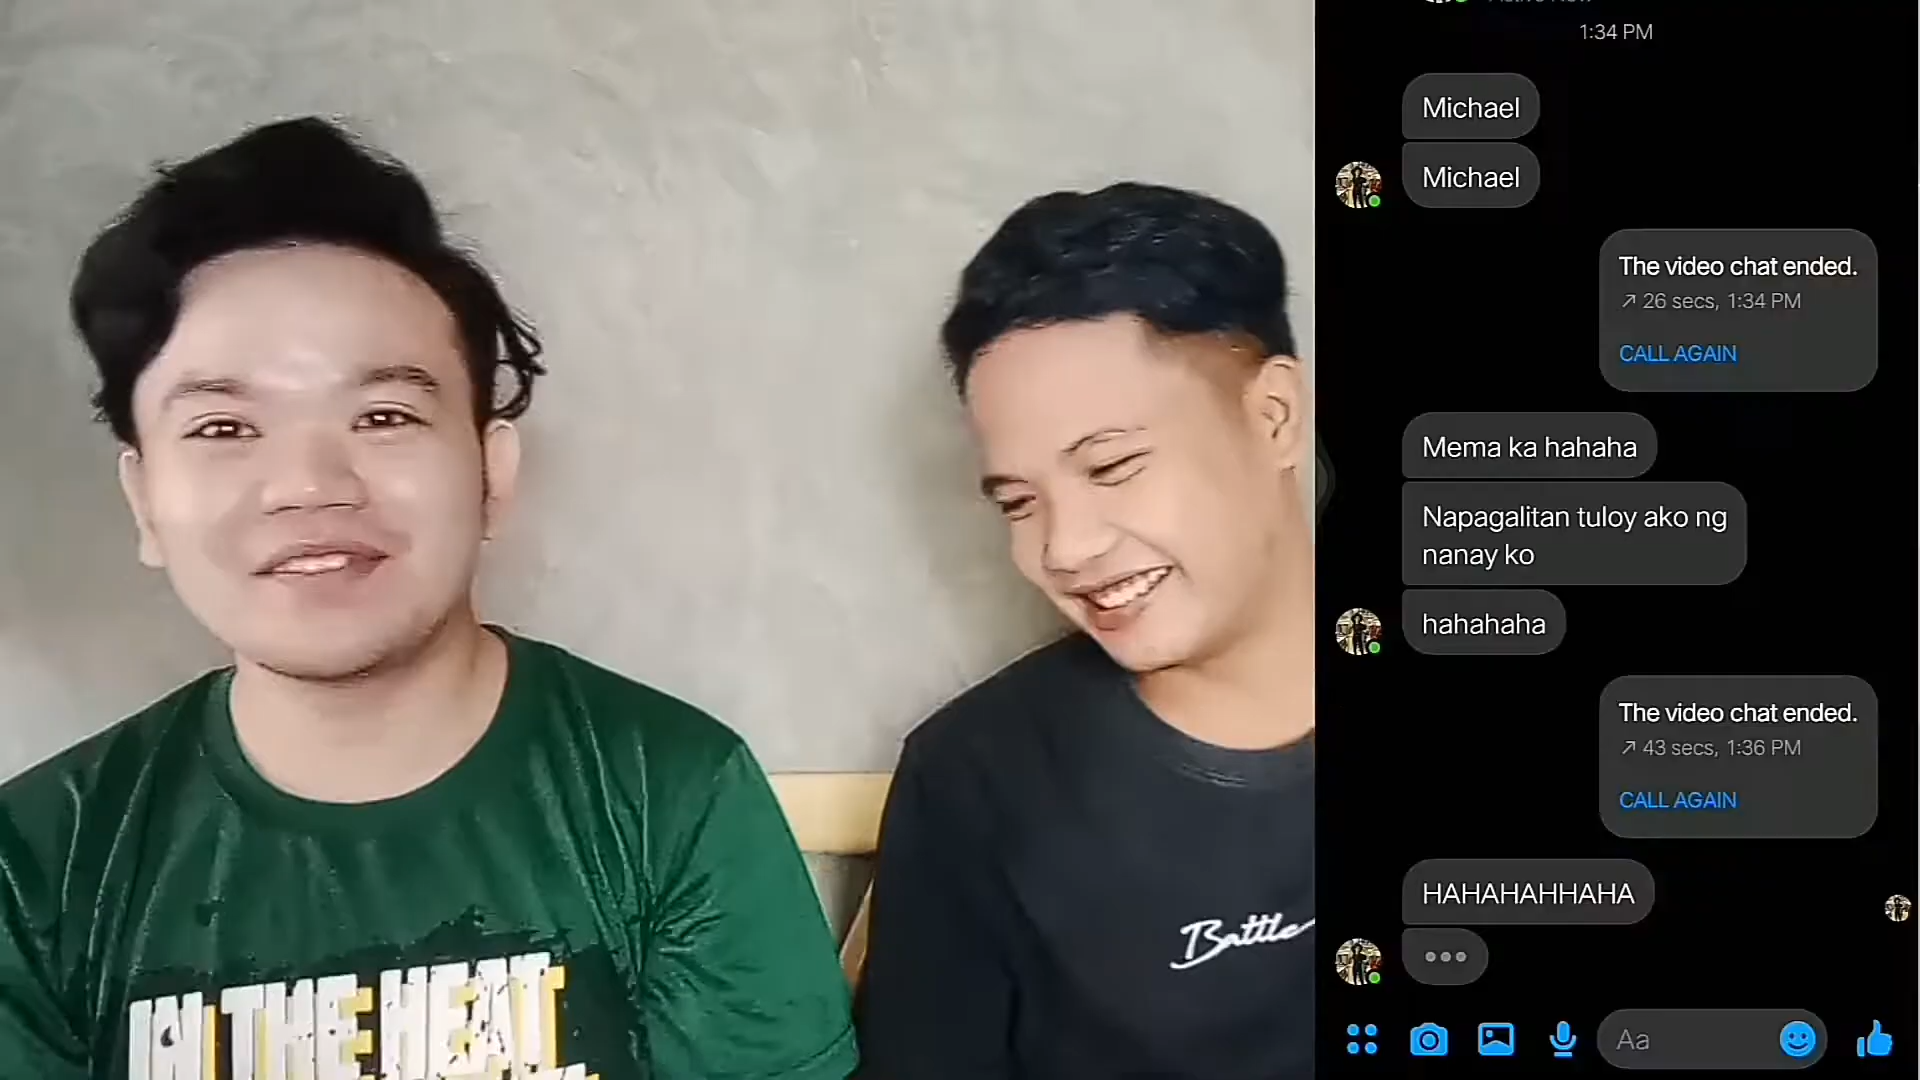 1:34 PM
Michael
Michael
The video chat ended.
↗ 26 secs, 1:34 PM
CALL AGAIN
Mema ka hahaha
Napagalitan tuloy ako ng
nanay ko
hahahaha
The video chat ended.
↗ 43 secs, 1:36 PM
CALL AGAIN
HAHAHAHHAHA
Aa
Battle
IN THE HEAT